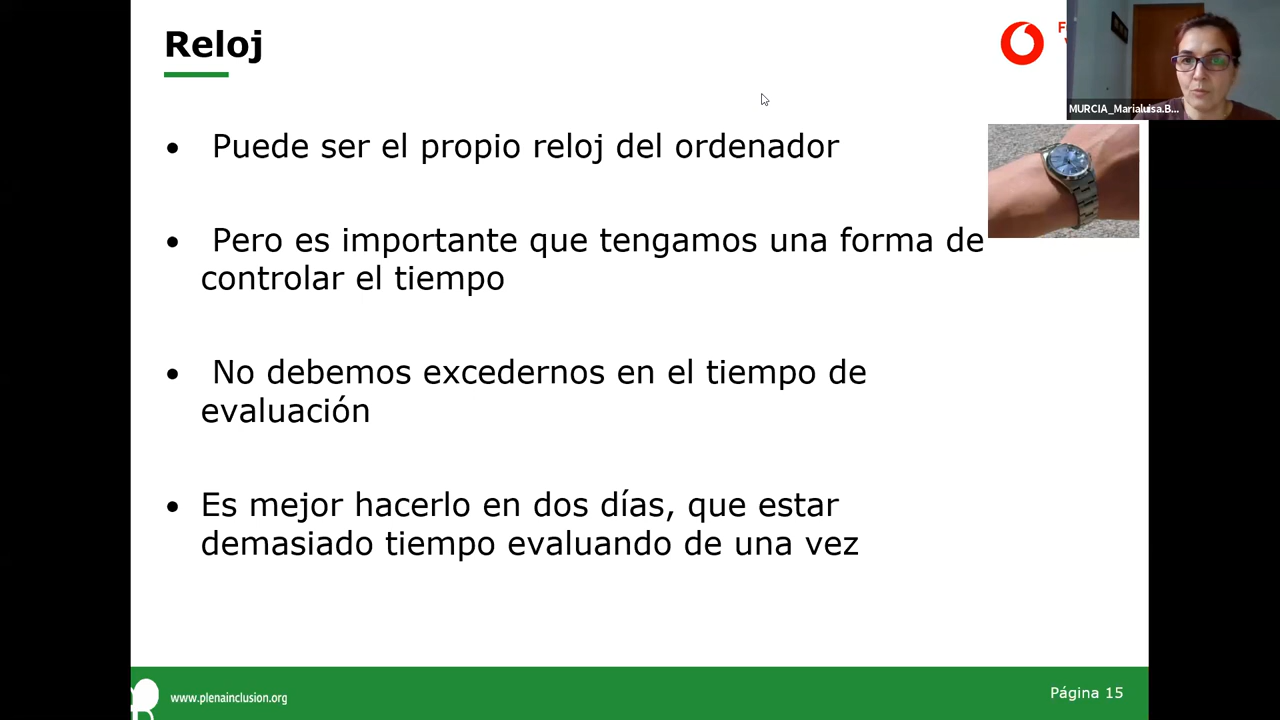 Reloj
• Puede ser el propio reloj del ordenador
• Pero es importante que tengamos una forma de
controlar el tiempo
• No debemos excedernos en el tiempo de
evaluación
• Es mejor hacerlo en dos días, que estar
demasiado tiempo evaluando de una vez
MURCIA_Marialuisa.B...
www.plenainclusion.org
Página 15